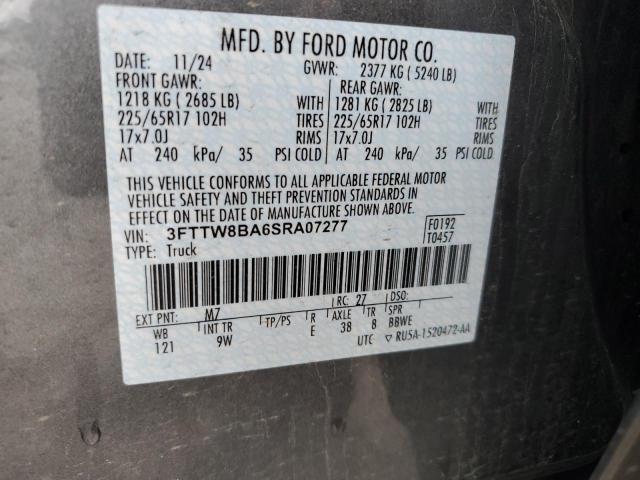 MFD. BY FORD MOTOR CO.
DATE: 11/24 GVWR: 2377 KG ( 5240 LB)
FRONT GAWR: REAR GAWR:
1218 KG ( 2685 LB) WITH 1281 KG ( 2825 LB) WITH
225/65R17 102H TIRES 225/65R17 102H TIRES
17x7.0J RIMS 17x7.0J RIMS
AT 240 kPa/ 35 PSI COLD AT 240 kPa/ 35 PSI COLD
THIS VEHICLE CONFORMS TO ALL APPLICABLE FEDERAL MOTOR
VEHICLE SAFETY AND THEFT PREVENTION STANDARDS IN
EFFECT ON THE DATE OF MANUFACTURE SHOWN ABOVE.
VIN: 3FTTW8BA6SRA07277 F0192
TYPE: Truck T0457
EXT PNT: M7 RC: 27 DSO:
WB INT TR TP/PS R AXLE TR SPR
121 9W E 38 8 BBWE
UTC ▽ RU5A-1520472-AA